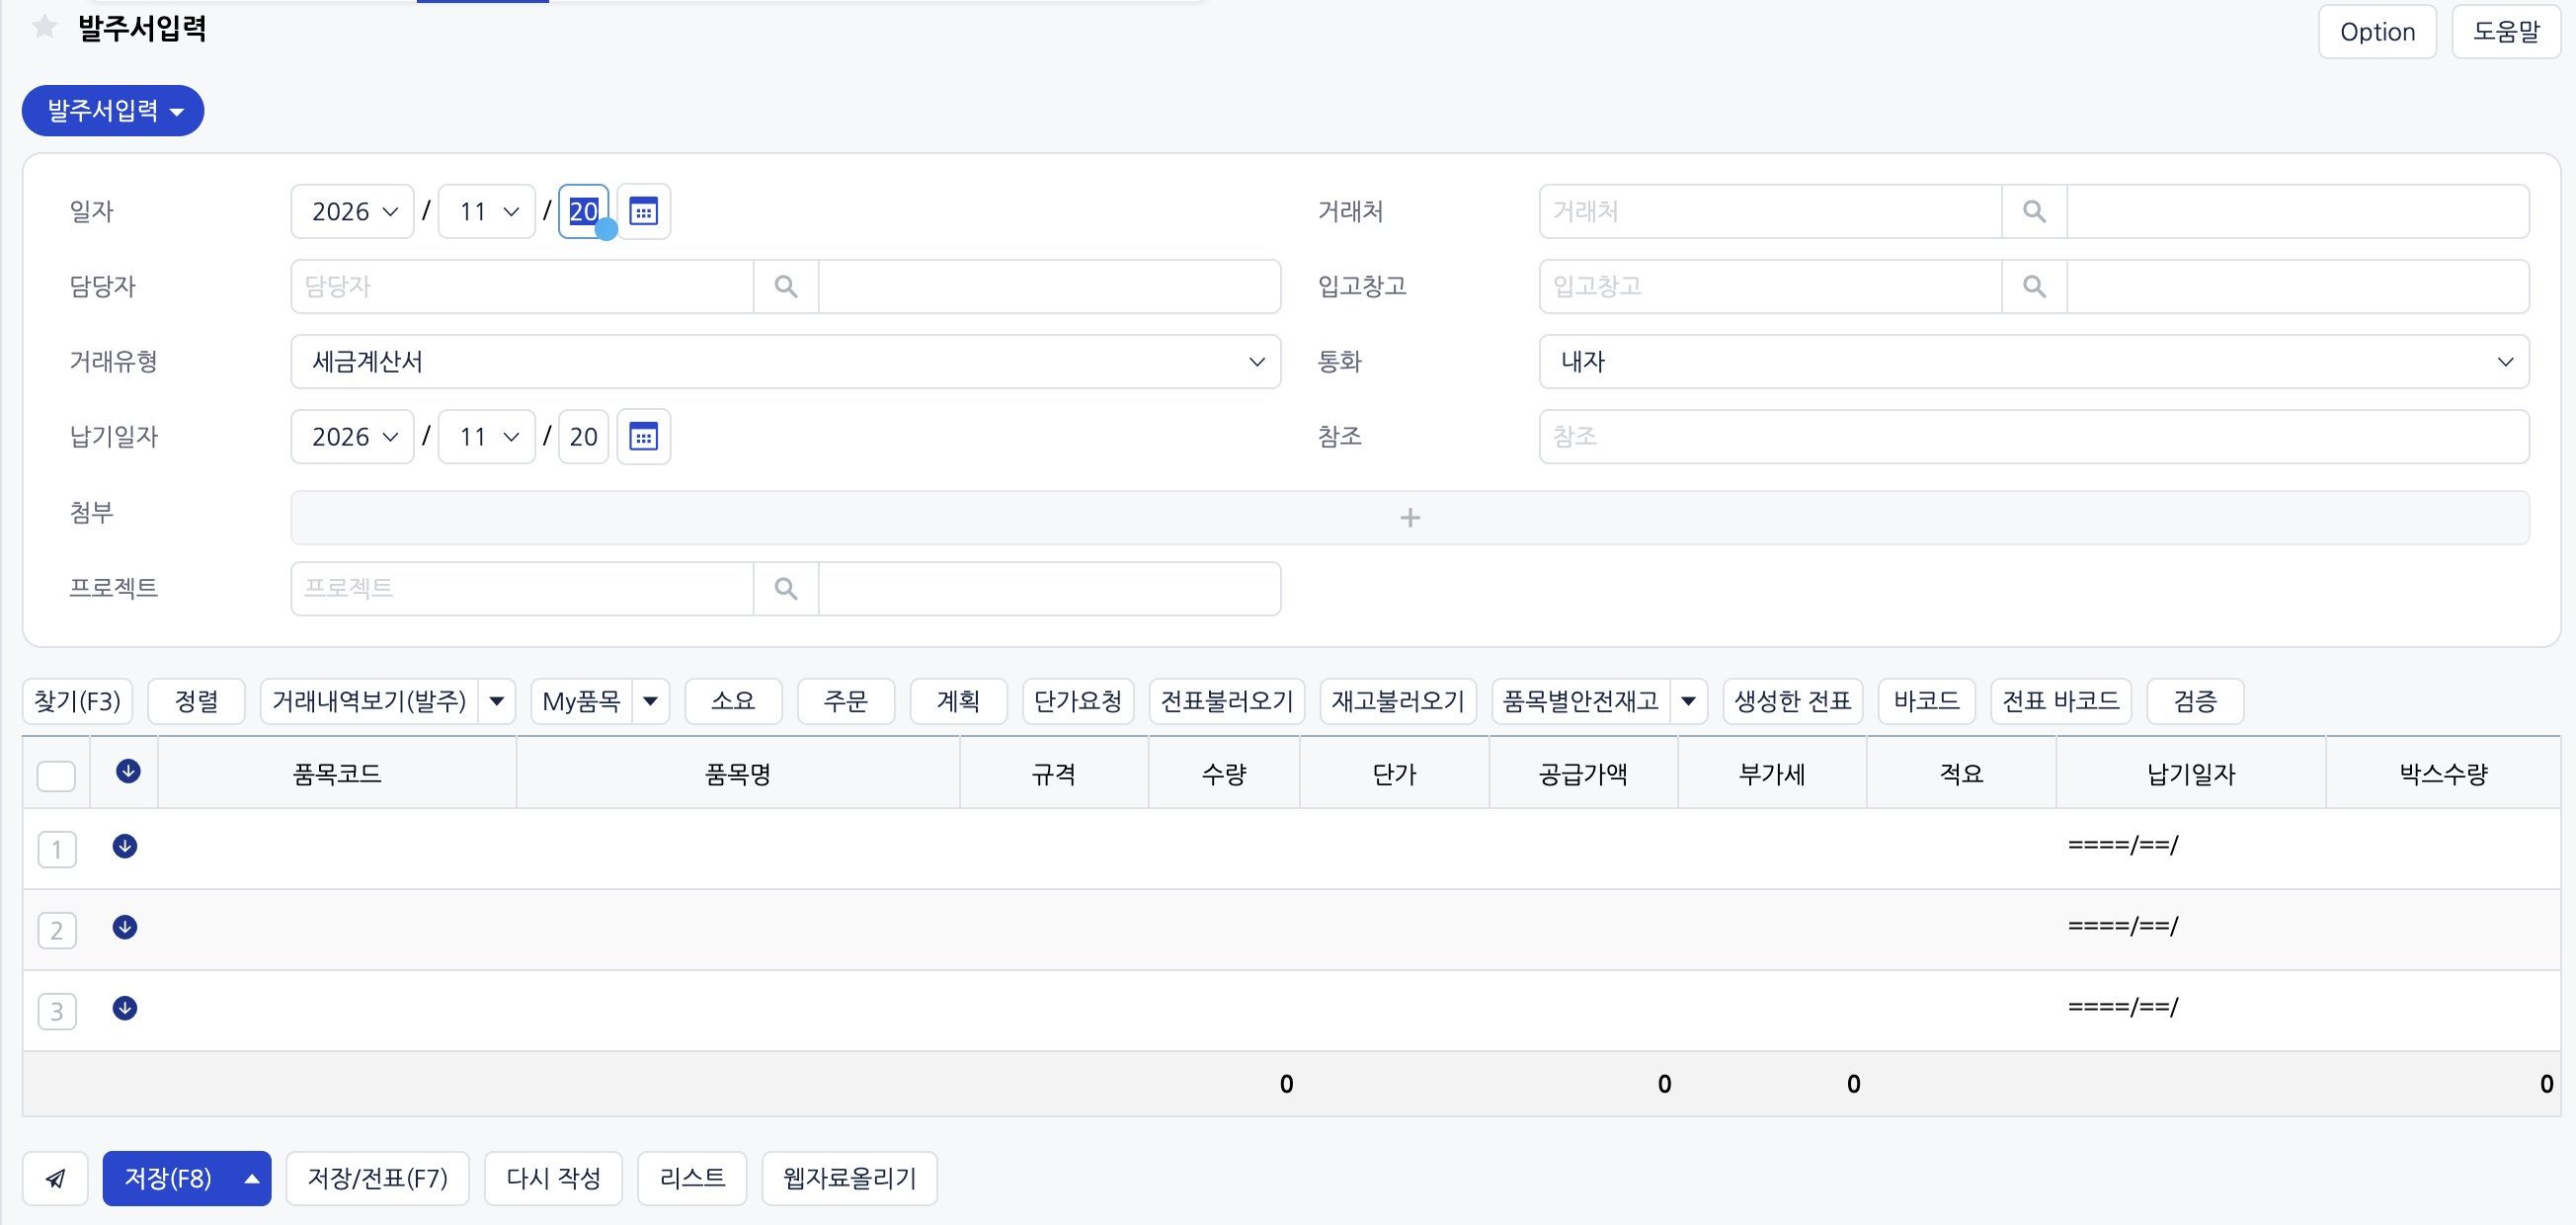 발주서입력
Option 도움말
발주서입력
일자 2026 / 11 / 20 거래처 거래처
담당자 담당자 입고창고 입고창고
거래유형 세금계산서 통화 내자
납기일자 2026 / 11 / 20 참조 참조
첨부 +
프로젝트 프로젝트
찾기(F3) 정렬 거래내역보기(발주) My품목 소요 주문 계획 단가요청 전표불러오기 재고불러오기 품목별안전재고 생성한 전표 바코드 전표 바코드 검증
품목코드 품목명 규격 수량 단가 공급가액 부가세 적요 납기일자 박스수량
1 ====/==/
2 ====/==/
3 ====/==/
0 0 0 0
저장(F8) 저장/전표(F7) 다시 작성 리스트 웹자료올리기